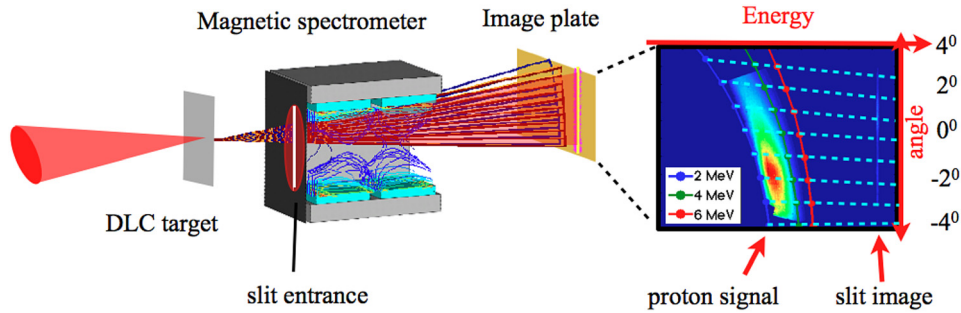 Magnetic spectrometer
Image plate
Energy
DLC target
slit entrance
4⁰
2⁰
0⁰
-2⁰
-4⁰
angle
2 MeV
4 MeV
6 MeV
proton signal
slit image